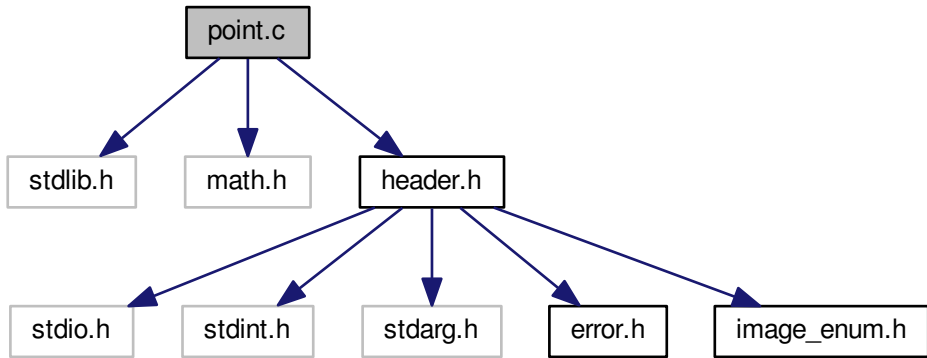 point.c
stdlib.h
math.h
header.h
stdio.h
stdint.h
stdarg.h
error.h
image_enum.h